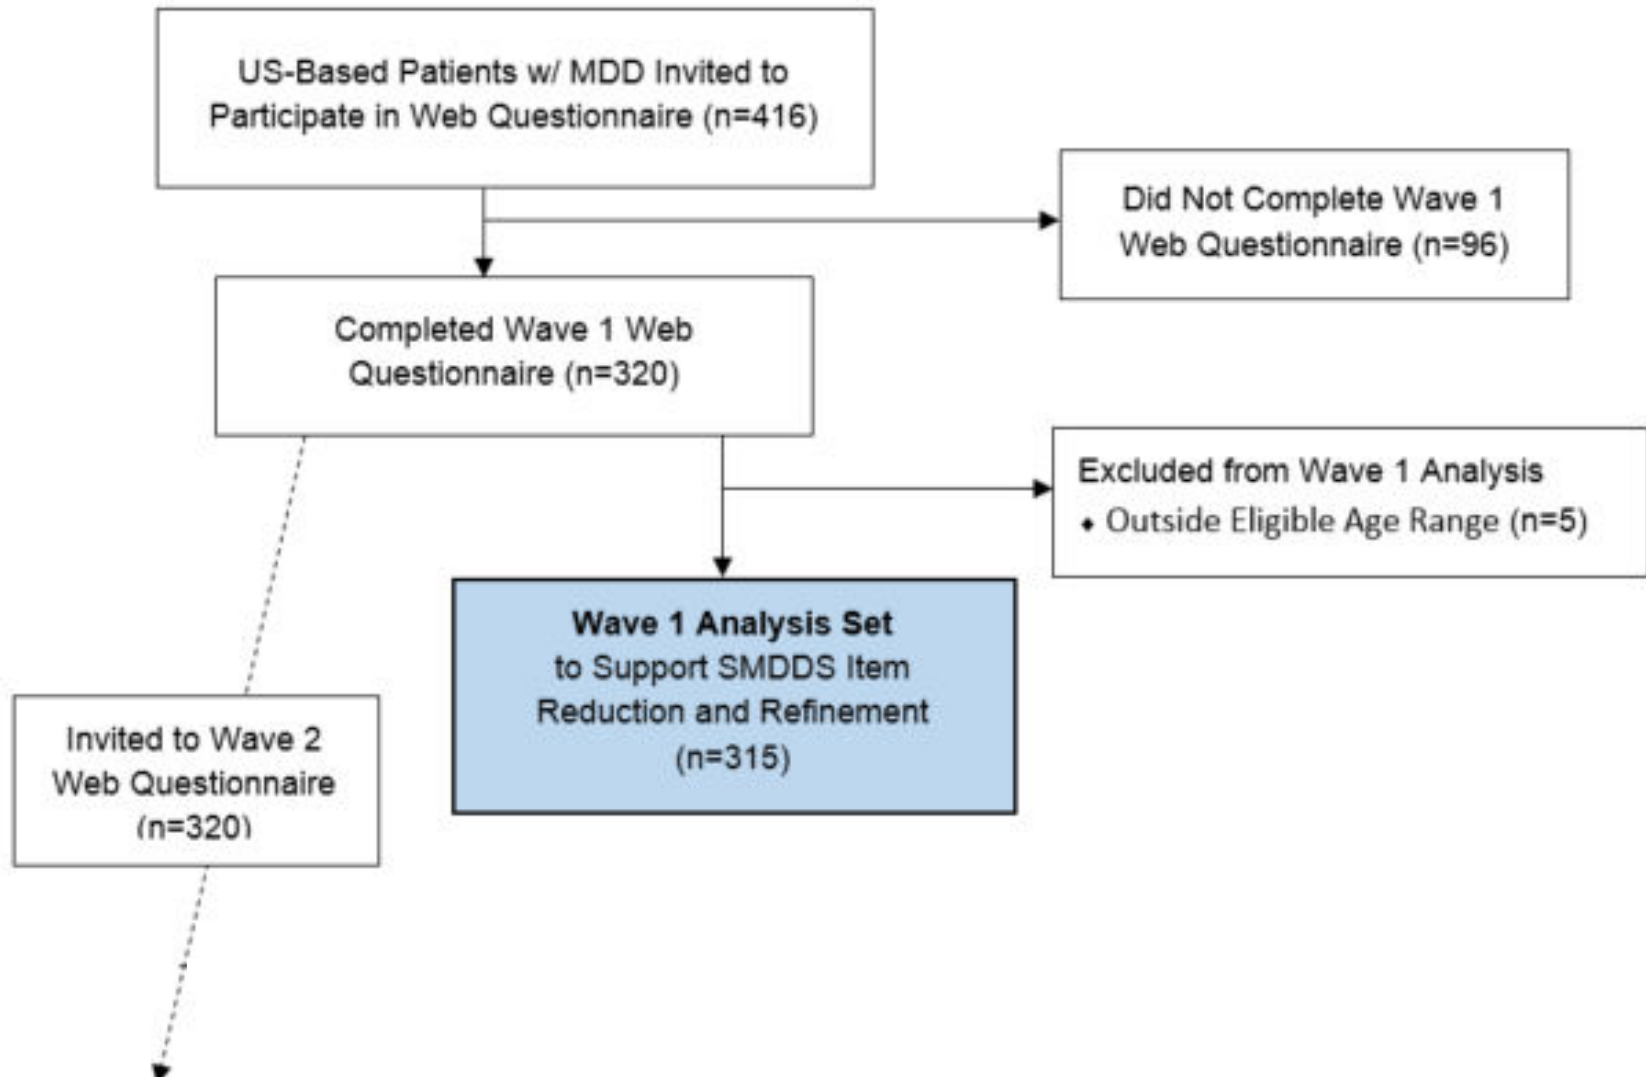 US-Based Patients w/ MDD Invited to
Participate in Web Questionnaire (n=416)
Did Not Complete Wave 1
Web Questionnaire (n=96)
Completed Wave 1 Web
Questionnaire (n=320)
Excluded from Wave 1 Analysis
⬥ Outside Eligible Age Range (n=5)
Wave 1 Analysis Set
to Support SMDDS Item
Reduction and Refinement
(n=315)
Invited to Wave 2
Web Questionnaire
(n=320)